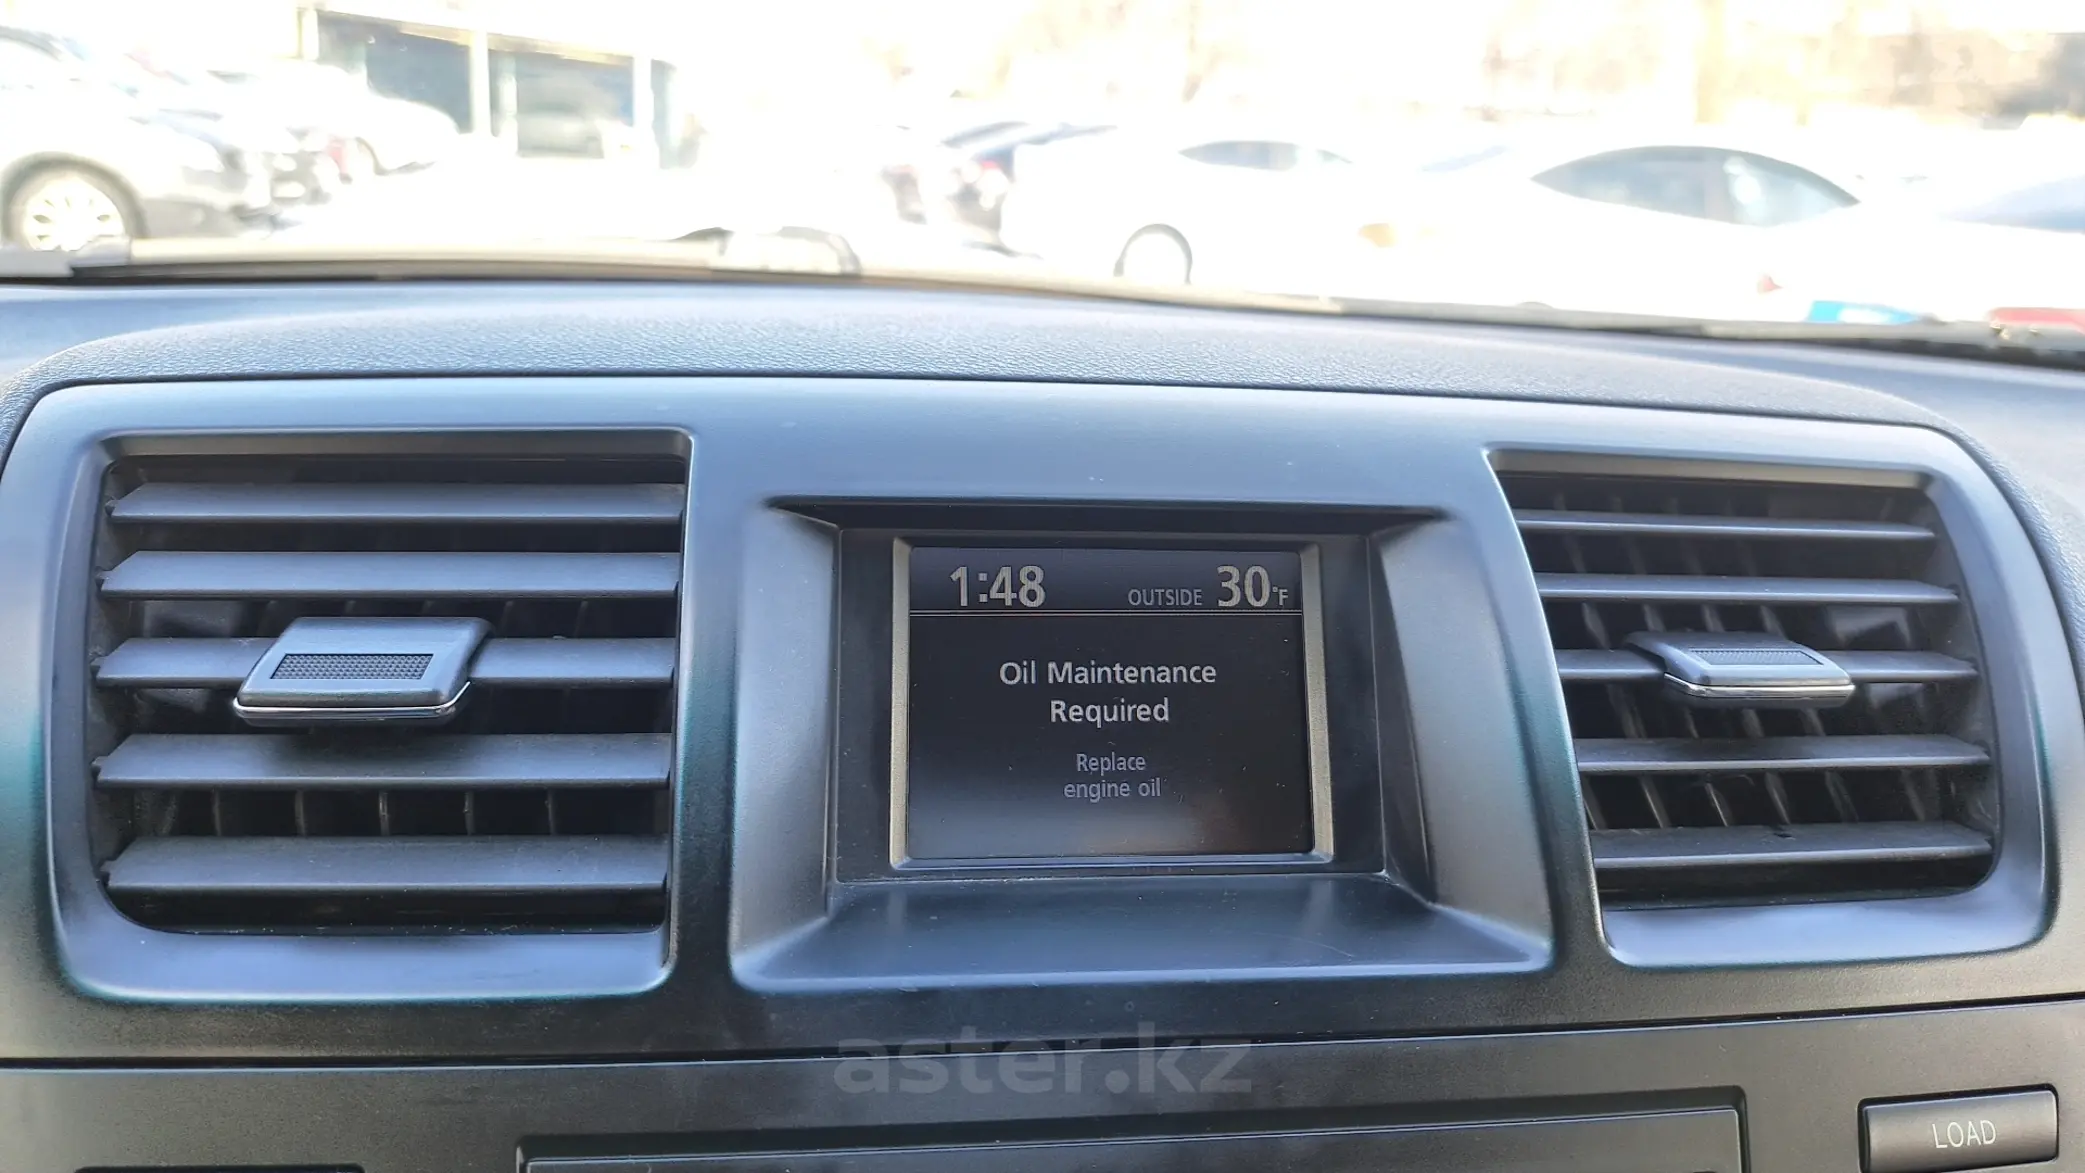 1:48 OUTSIDE 30°F
Oil Maintenance
Required
Replace
engine oil
aster.kz
LOAD